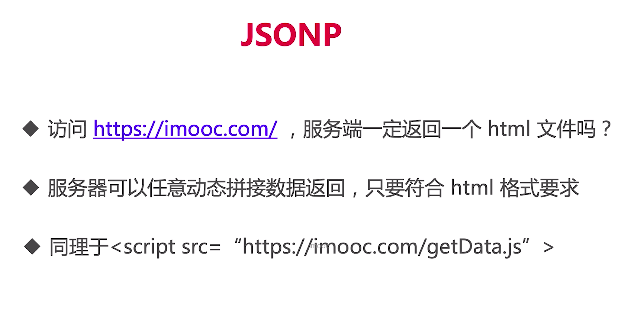 JSONP
◆ 访问 https://imooc.com/ ，服务端一定返回一个 html 文件吗？
◆ 服务器可以任意动态拼接数据返回，只要符合 html 格式要求
◆ 同理于<script src=“https://imooc.com/getData.js”>